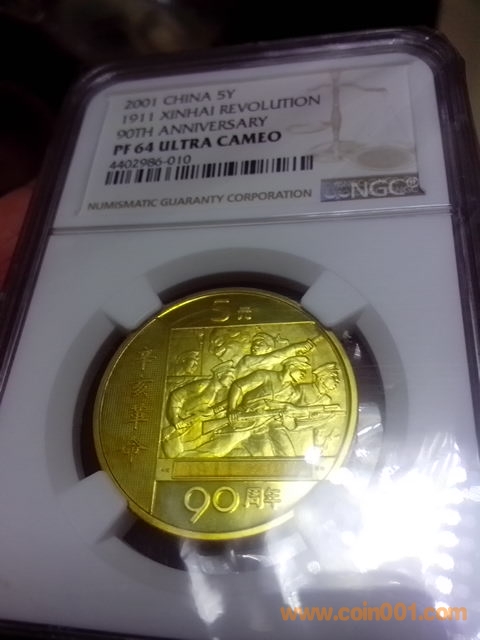 2001 CHINA 5Y
1911 XINHAI REVOLUTION
90TH ANNIVERSARY
PF 64 ULTRA CAMEO
4402986-010
NUMISMATIC GUARANTY CORPORATION
NGC
5元
辛亥革命
90周年
www.coin001.com